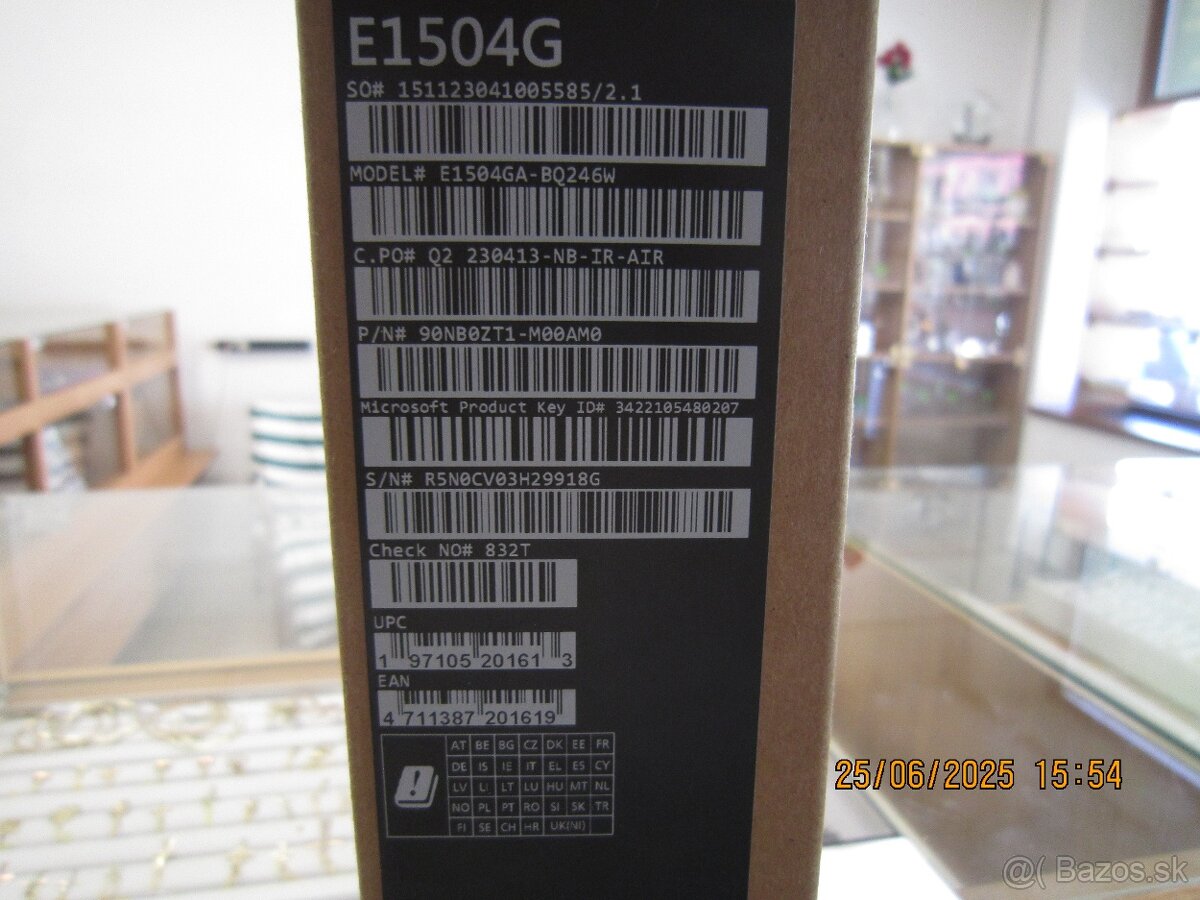 E1504G
SO# 151123041005585/2.1
MODEL# E1504GA-BQ246W
C.PO# Q2 230413-NB-IR-AIR
P/N# 90NB0ZT1-M00AM0
Microsoft Product Key ID# 3422105480207
S/N# R5N0CV03H29918G
Check NO# 832T
UPC
1 97105 20161 3
EAN
4 711387 201619
AT BE BG CZ DK EE FR
DE IS IE IT EL ES CY
LV LI LT LU HU MT NL
NO PL PT RO SI SK TR
FI SE CH HR UK(NI)
25/06/2025 15:54
@( Bazos.sk